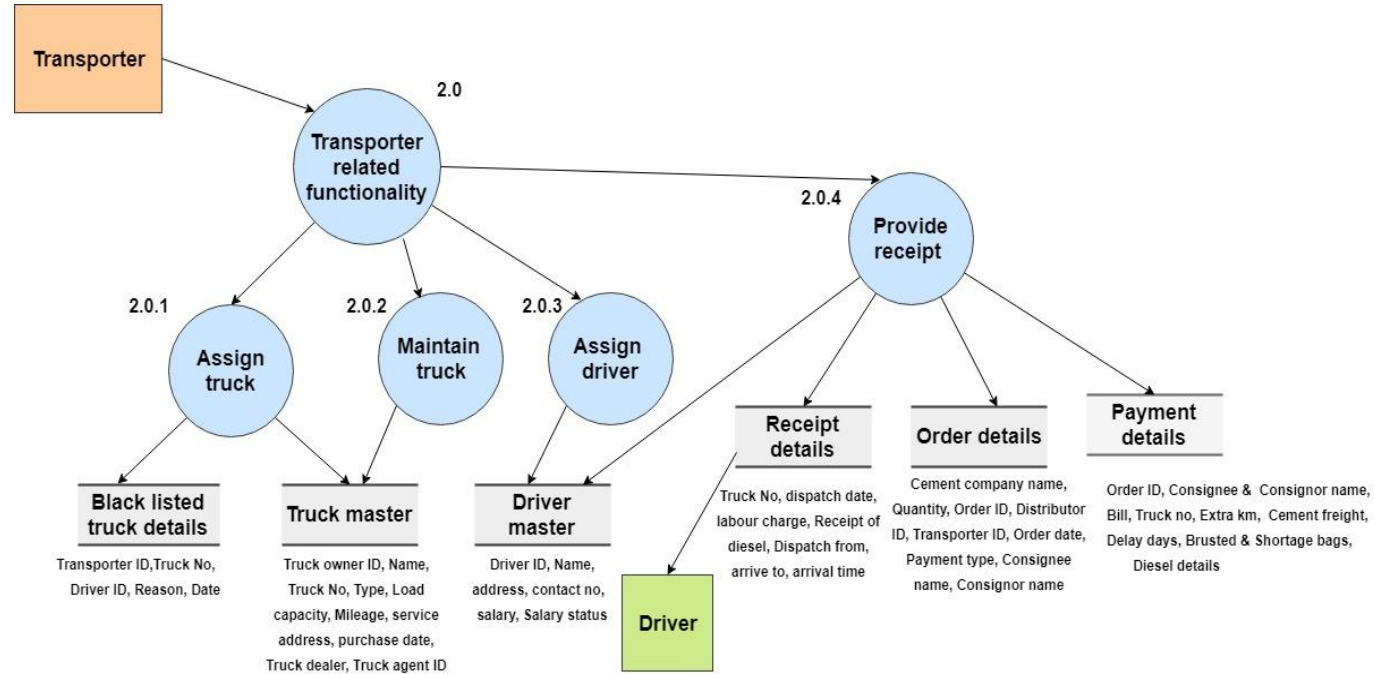 Transporter
2.0
Transporter
related
functionality
2.0.4
Provide
receipt
2.0.1
Assign
truck
2.0.2
Maintain
truck
2.0.3
Assign
driver
Black listed
truck details
Transporter ID,Truck No,
Driver ID, Reason, Date
Truck master
Truck owner ID, Name,
Truck No, Type, Load
capacity, Mileage, service
address, purchase date,
Truck dealer, Truck agent ID
Driver
master
Driver ID, Name,
address, contact no,
salary, Salary status
Receipt
details
Truck No, dispatch date,
labour charge, Receipt of
diesel, Dispatch from,
arrive to, arrival time
Driver
Order details
Cement company name,
Quantity, Order ID, Distributor
ID, Transporter ID, Order date,
Payment type, Consignee
name, Consignor name
Payment
details
Order ID, Consignee & Consignor name,
Bill, Truck no, Extra km, Cement freight,
Delay days, Brusted & Shortage bags,
Diesel details